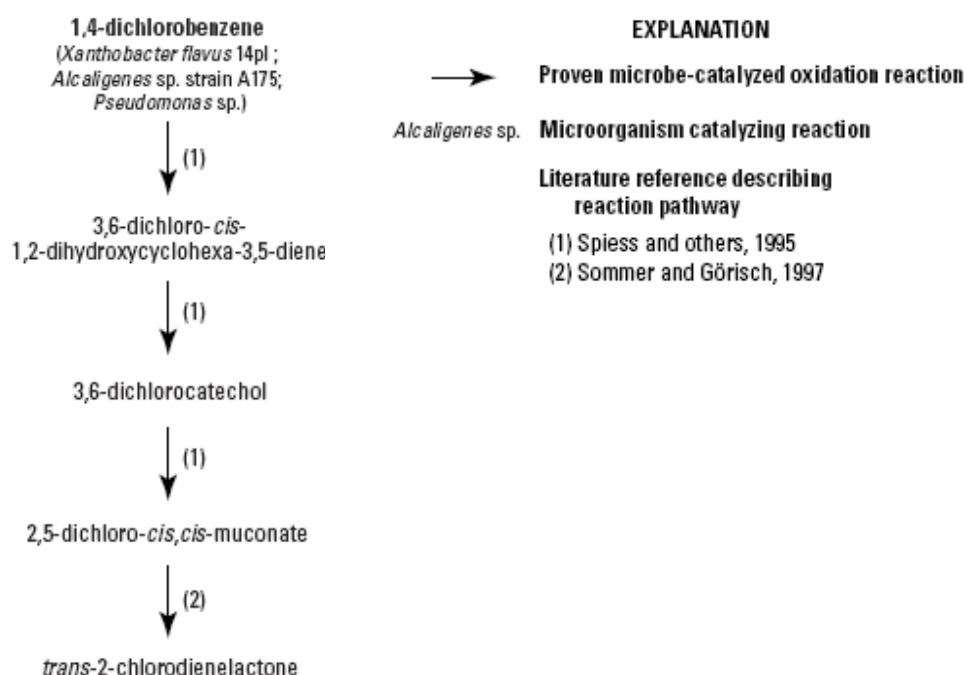 1,4-dichlorobenzene
(Xanthobacter flavus 14pl ;
Alcaligenes sp. strain A175;
Pseudomonas sp.)
(1)
3,6-dichloro-cis-
1,2-dihydroxycyclohexa-3,5-diene
(1)
3,6-dichlorocatechol
(1)
2,5-dichloro-cis,cis-muconate
(2)
trans-2-chlorodienelactone
EXPLANATION
Proven microbe-catalyzed oxidation reaction
Alcaligenes sp. Microorganism catalyzing reaction
Literature reference describing
reaction pathway
(1) Spiess and others, 1995
(2) Sommer and Görisch, 1997